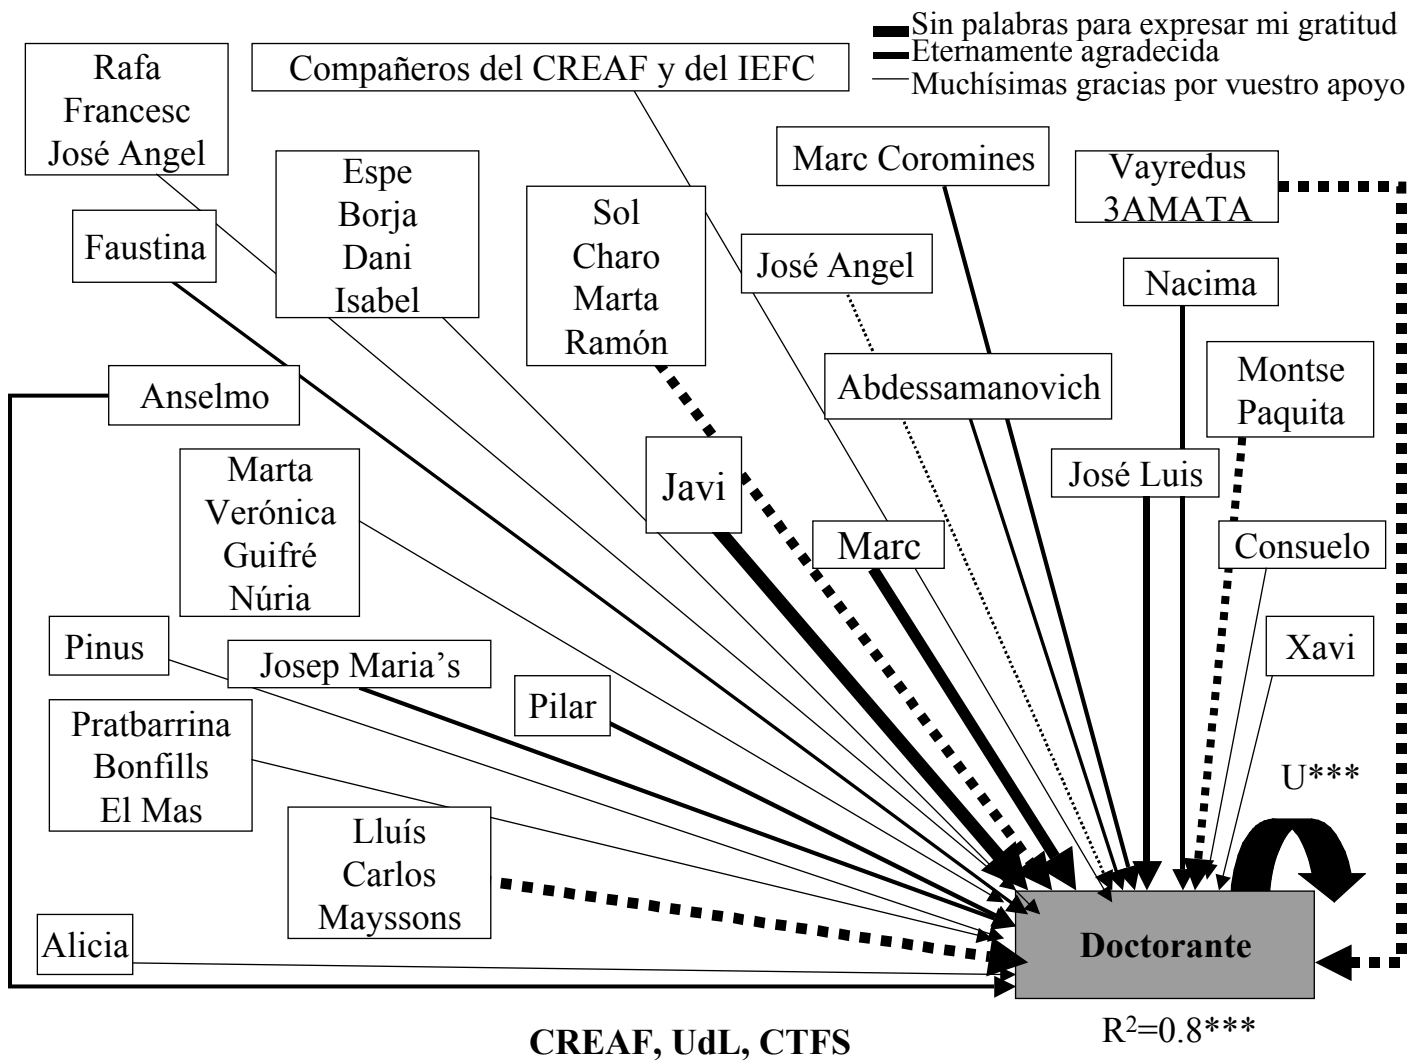 Sin palabras para expresar mi gratitud
Eternamente agradecida
Muchísimas gracias por vuestro apoyo
Rafa
Francesc
José Angel
Compañeros del CREAF y del IEFC
Marc Coromines
Vayredus
3AMATA
Espe
Borja
Dani
Isabel
Sol
Charo
Marta
Ramón
Faustina
José Angel
Nacima
Anselmo
Abdessamanovich
Montse
Paquita
Marta
Verónica
Guifré
Núria
Javi
José Luis
Marc
Consuelo
Pinus
Josep Maria’s
Xavi
Pratbarrina
Bonfills
El Mas
Pilar
U***
Lluís
Carlos
Mayssons
Alicia
Doctorante
R²=0.8***
CREAF, UdL, CTFS